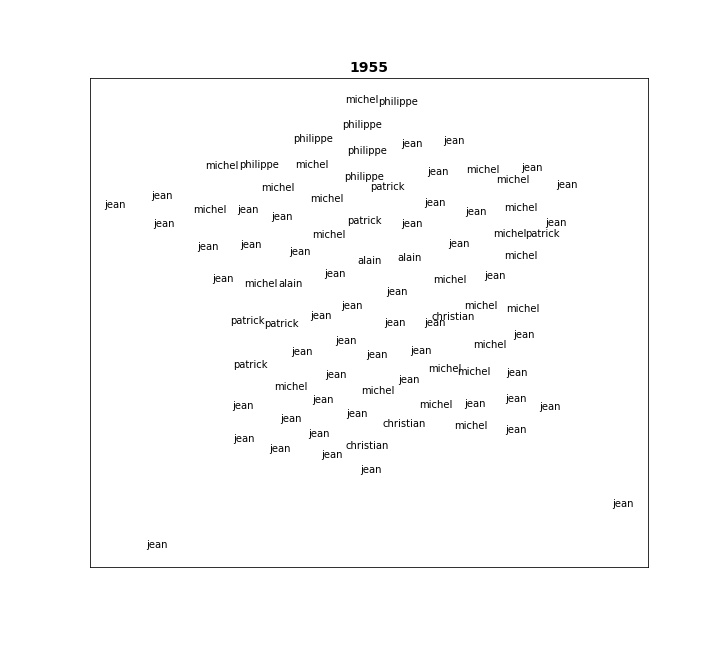 1955
michel philippe
philippe
philippe
jean jean
philippe
michel philippe michel
jean michel jean
philippe michel
michel patrick jean
jean michel
jean jean
michel jean jean michel
jean jean
jean patrick jean jean
michel michel patrick
jean jean jean
jean michel
alain alain
jean jean
jean michel alain michel
jean
jean michel michel
jean christian
patrick patrick jean jean
jean jean
michel
jean jean jean
patrick michel michel jean
jean jean
michel michel
jean jean
jean michel jean jean
jean
jean christian michel jean
jean jean
jean christian
jean
jean
jean
jean